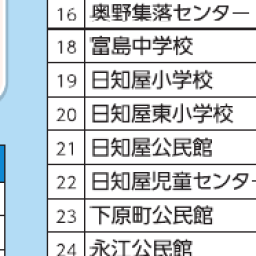 16 奥野集落センター
18 富島中学校
19 日知屋小学校
20 日知屋東小学校
21 日知屋公民館
22 日知屋児童センター
23 下原町公民館
24 永江公民館